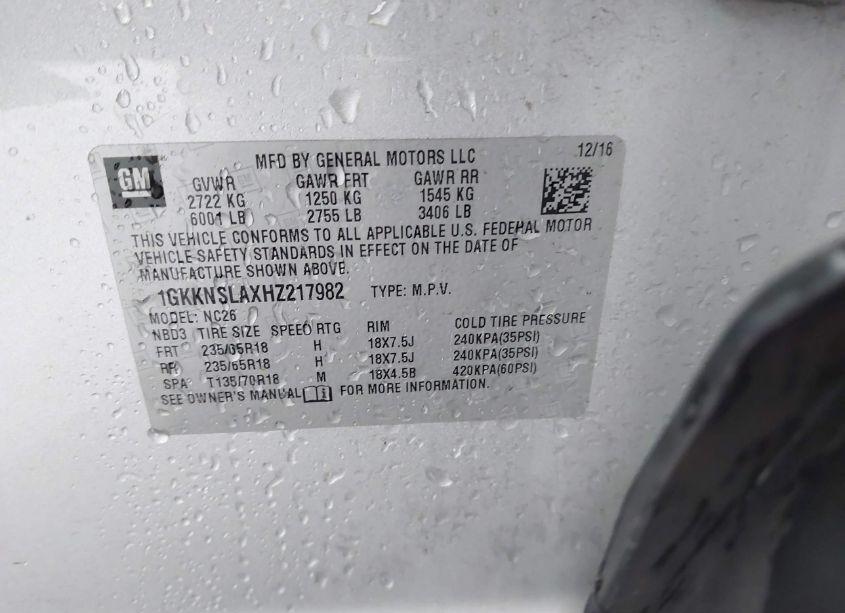 GM
MFD BY GENERAL MOTORS LLC 12/16
GVWR GAWR FRT GAWR RR
2722 KG 1250 KG 1545 KG
6001 LB 2755 LB 3406 LB
THIS VEHICLE CONFORMS TO ALL APPLICABLE U.S. FEDERAL MOTOR
VEHICLE SAFETY STANDARDS IN EFFECT ON THE DATE OF
MANUFACTURE SHOWN ABOVE.
1GKKNSLAXHZ217982 TYPE: M.P.V.
MODEL: NC26
NBD3 TIRE SIZE SPEED RTG RIM COLD TIRE PRESSURE
FRT 235/65R18 H 18X7.5J 240KPA(35PSI)
RR 235/65R18 H 18X7.5J 240KPA(35PSI)
SPA T135/70R18 M 18X4.5B 420KPA(60PSI)
SEE OWNER'S MANUAL FOR MORE INFORMATION.